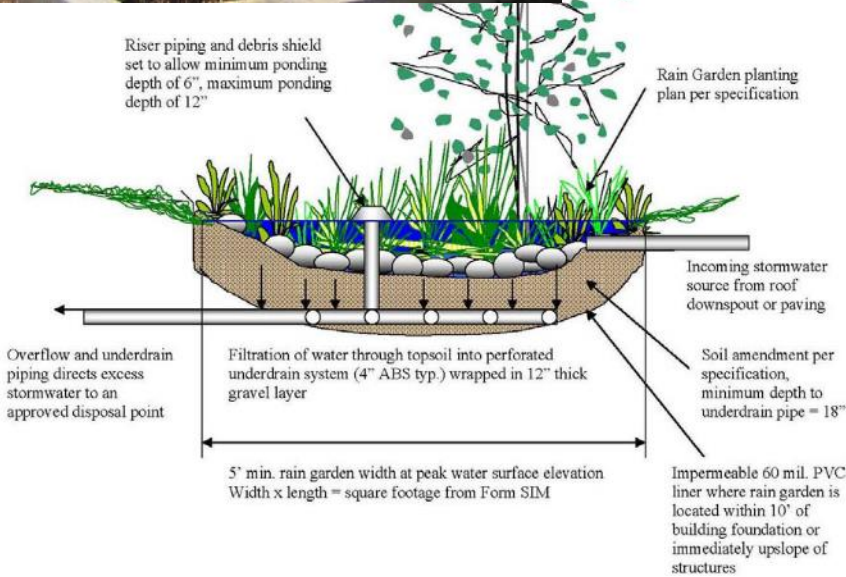 Riser piping and debris shield
set to allow minimum ponding
depth of 6”, maximum ponding
depth of 12”
Rain Garden planting
plan per specification
Incoming stormwater
source from roof
downspout or paving
Overflow and underdrain
piping directs excess
stormwater to an
approved disposal point
Filtration of water through topsoil into perforated
underdrain system (4” ABS typ.) wrapped in 12” thick
gravel layer
Soil amendment per
specification,
minimum depth to
underdrain pipe = 18”
5’ min. rain garden width at peak water surface elevation
Width x length = square footage from Form SIM
Impermeable 60 mil. PVC
liner where rain garden is
located within 10’ of
building foundation or
immediately upslope of
structures